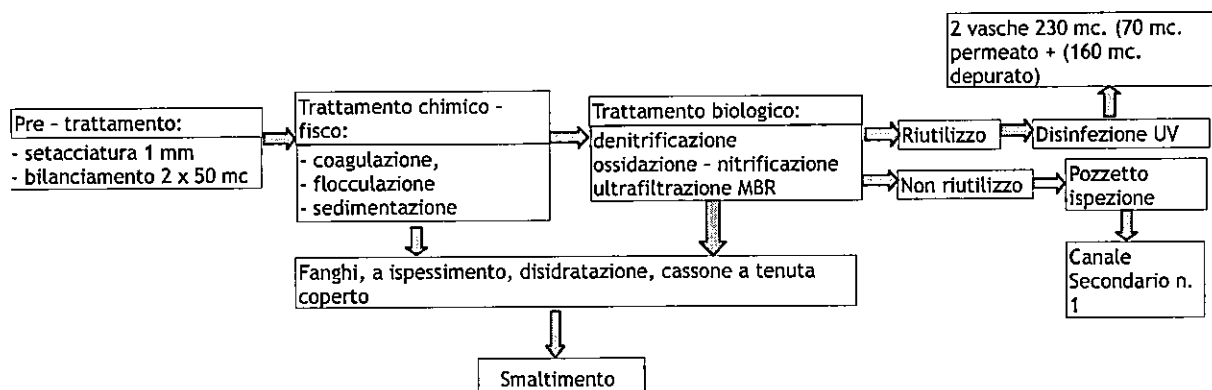 Pre - trattamento:
- setacciatura 1 mm
- bilanciamento 2 x 50 mc
Trattamento chimico -
fisco:
- coagulazione,
- flocculazione
- sedimentazione
Trattamento biologico:
denitrificazione
ossidazione - nitrificazione
ultrafiltrazione MBR
Riutilizzo
Disinfezione UV
2 vasche 230 mc. (70 mc.
permeato + (160 mc.
depurato)
Non riutilizzo
Pozzetto
ispezione
Canale
Secondario n.
1
Fanghi, a ispessimento, disidratazione, cassone a tenuta
coperto
Smaltimento